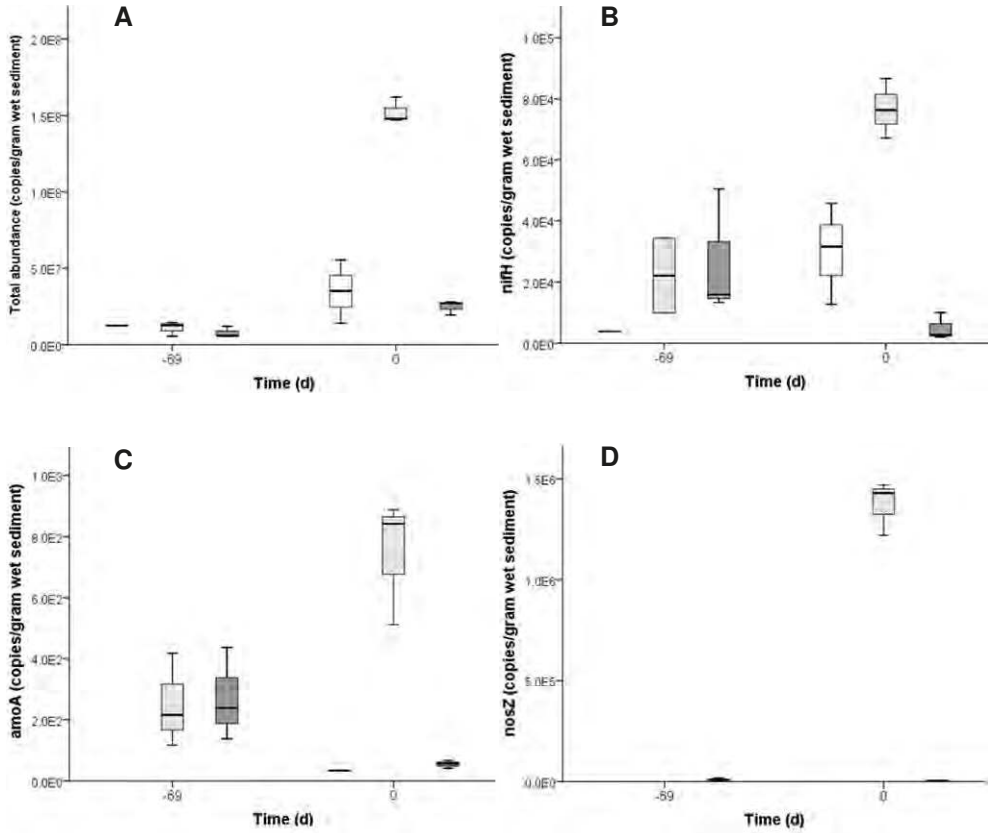 A
Total abundance (copies/gram wet sediment)
2.0E8
1.5E8
1.0E8
5.0E7
0.0E0
-69
0
Time (d)
B
nifH (copies/gram wet sediment)
1.0E5
8.0E4
6.0E4
4.0E4
2.0E4
0.0E0
-69
0
Time (d)
C
amoA (copies/gram wet sediment)
1.0E3
8.0E2
6.0E2
4.0E2
2.0E2
0.0E0
-69
0
Time (d)
D
nosZ (copies/gram wet sediment)
1.5E6
1.0E6
5.0E5
0.0E0
-69
0
Time (d)